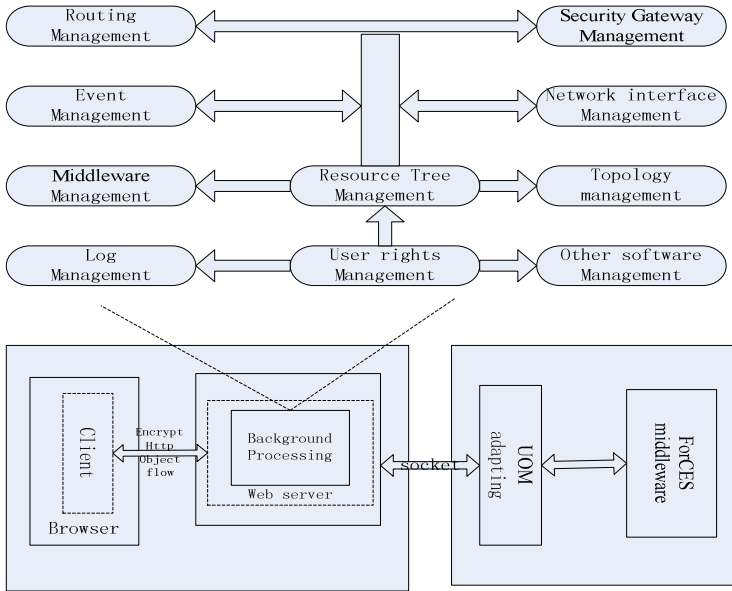 Routing
Management
Security Gateway
Management
Event
Management
Network interface
Management
Middleware
Management
Resource Tree
Management
Topology
management
Log
Management
User rights
Management
Other software
Management
Client
Browser
Encrypt
Http
Object
flow
Background
Processing
Web server
socket
UOM
adapting
ForCES
middleware